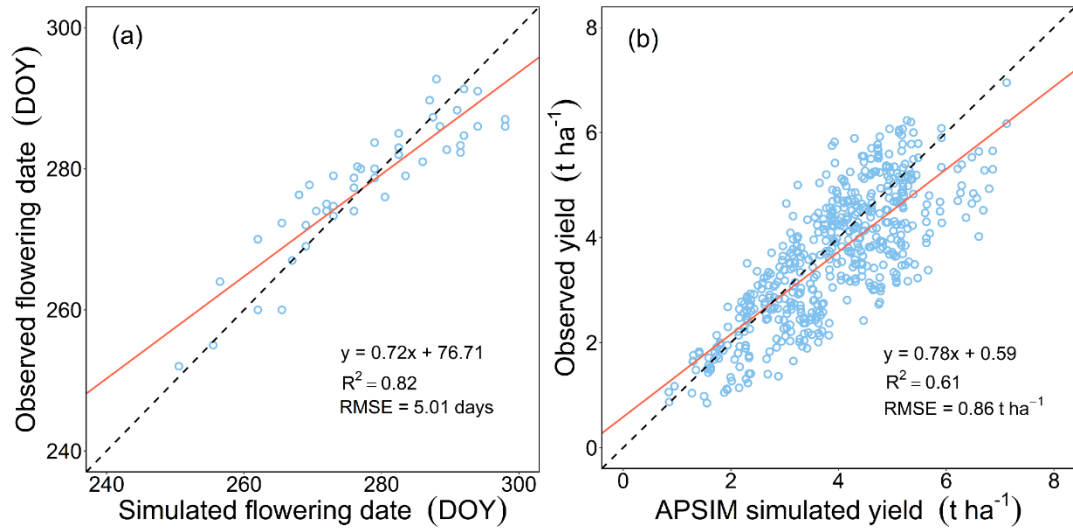 (a)
300
280
260
240
Observed flowering date (DOY)
y = 0.72x + 76.71
R² = 0.82
RMSE = 5.01 days
240
260
280
300
Simulated flowering date (DOY)
(b)
8
6
4
2
0
Observed yield (t ha⁻¹)
y = 0.78x + 0.59
R² = 0.61
RMSE = 0.86 t ha⁻¹
0
2
4
6
8
APSIM simulated yield (t ha⁻¹)